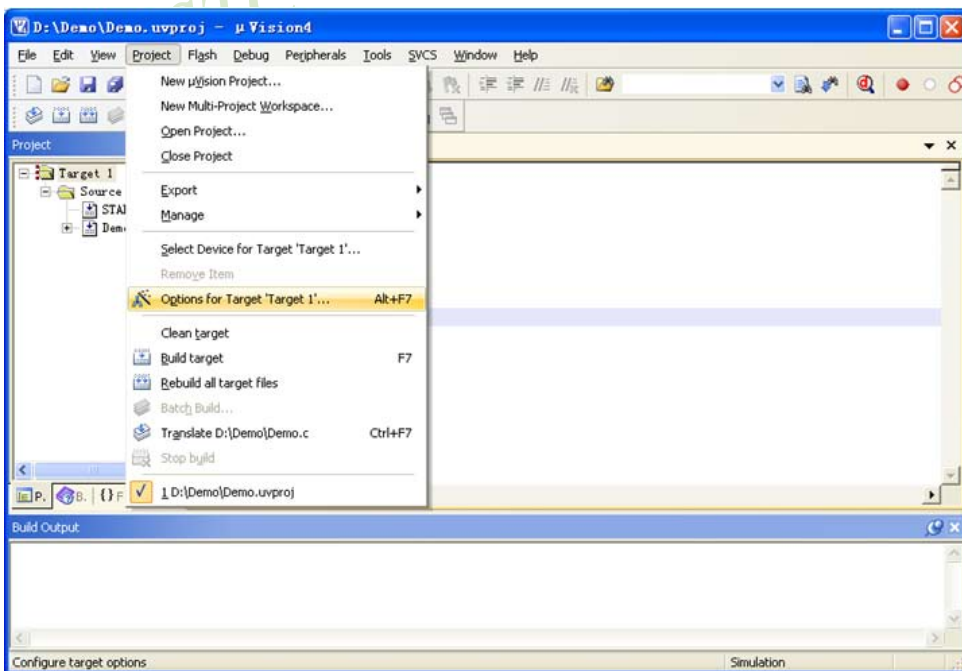 D:\Demo\Demo.uvproj - µVision4
File Edit View Project Flash Debug Peripherals Tools SVCS Window Help
New µVision Project...
New Multi-Project Workspace...
Open Project...
Close Project
Export
Manage
Select Device for Target 'Target 1'...
Remove Item
Options for Target 'Target 1'... Alt+F7
Clean target
Build target F7
Rebuild all target files
Batch Build...
Translate D:\Demo\Demo.c Ctrl+F7
Stop build
1 D:\Demo\Demo.uvproj
Project
Target 1
Source
P. B. {} F
Build Output
Configure target options
Simulation